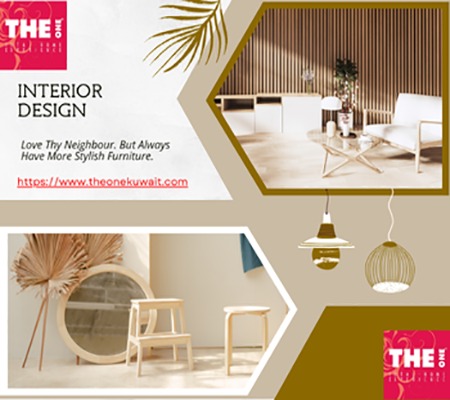 THE ONE
INTERIOR
DESIGN
Love Thy Neighbour. But Always
Have More Stylish Furniture.
https://www.theonekuwait.com
THE ONE